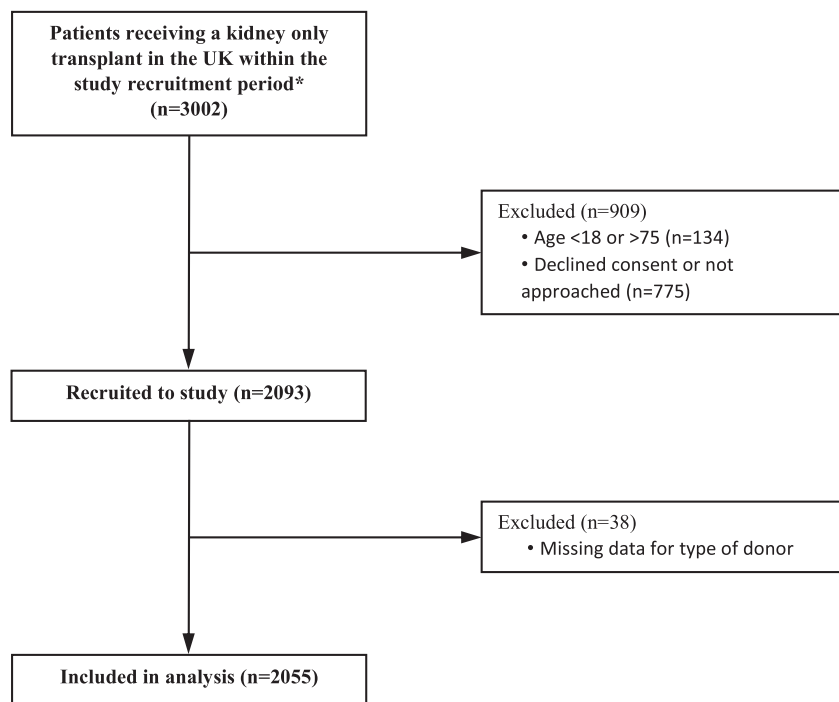 Patients receiving a kidney only
transplant in the UK within the
study recruitment period*
(n=3002)
Excluded (n=909)
• Age <18 or >75 (n=134)
• Declined consent or not
approached (n=775)
Recruited to study (n=2093)
Excluded (n=38)
• Missing data for type of donor
Included in analysis (n=2055)